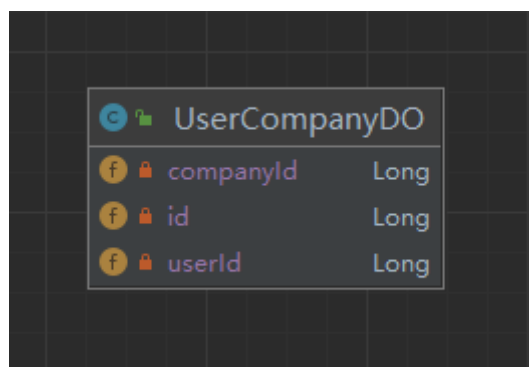 C UserCompanyDO
f companyId Long
f id Long
f userId Long